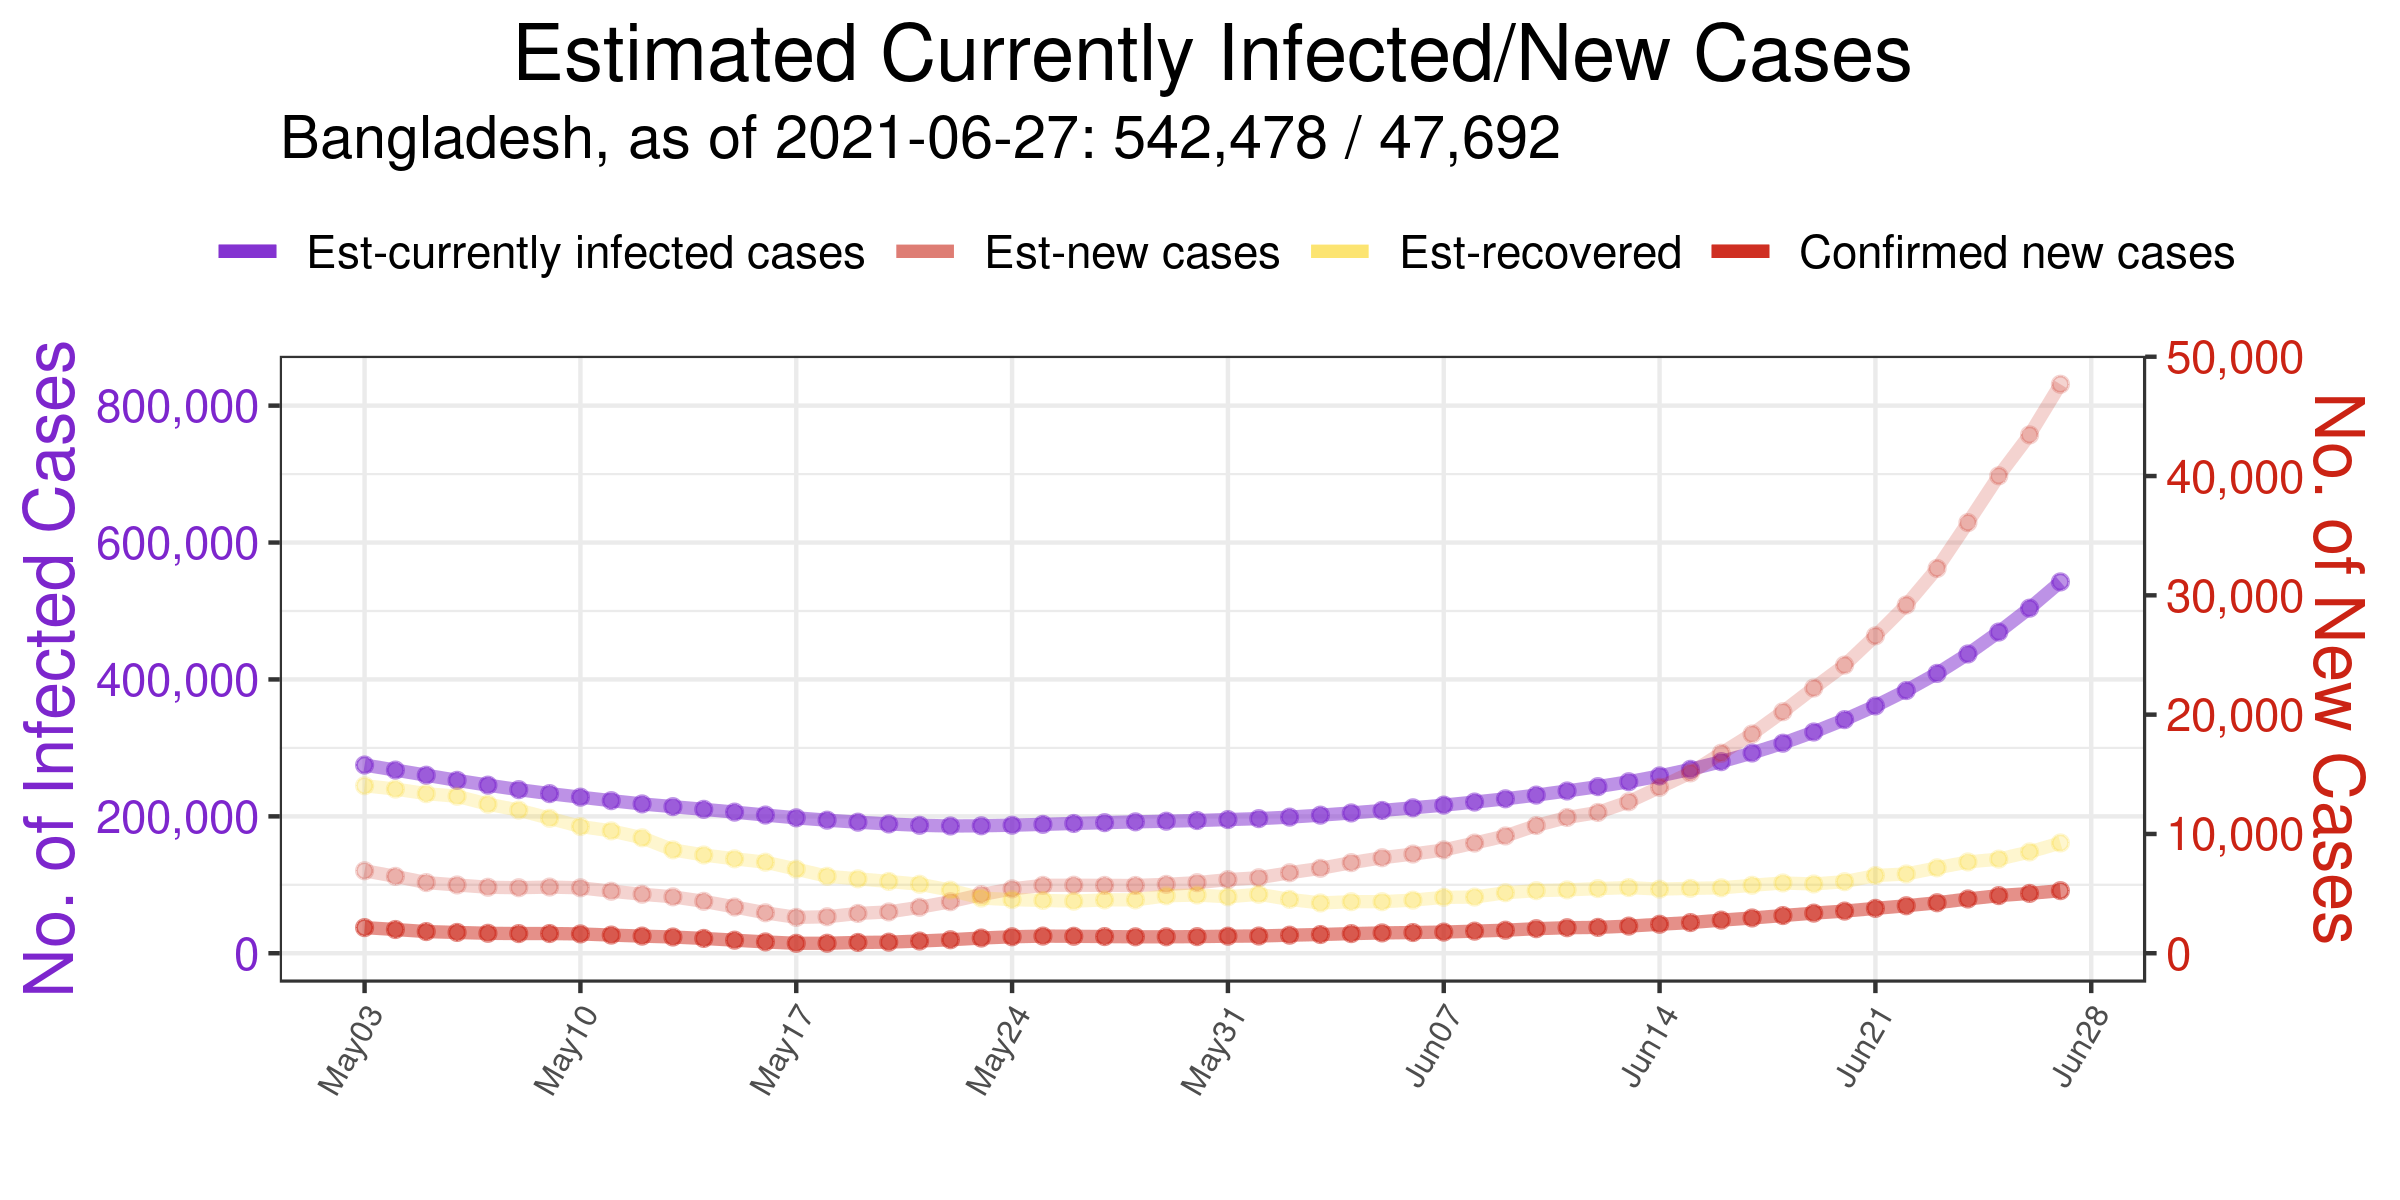 Estimated Currently Infected/New Cases
Bangladesh, as of 2021-06-27: 542,478 / 47,692
Est-currently infected cases Est-new cases Est-recovered Confirmed new cases
No. of Infected Cases
800,000
600,000
400,000
200,000
0
50,000
40,000
30,000
20,000
10,000
0
No. of New Cases
May03 May10 May17 May24 May31 Jun07 Jun14 Jun21 Jun28